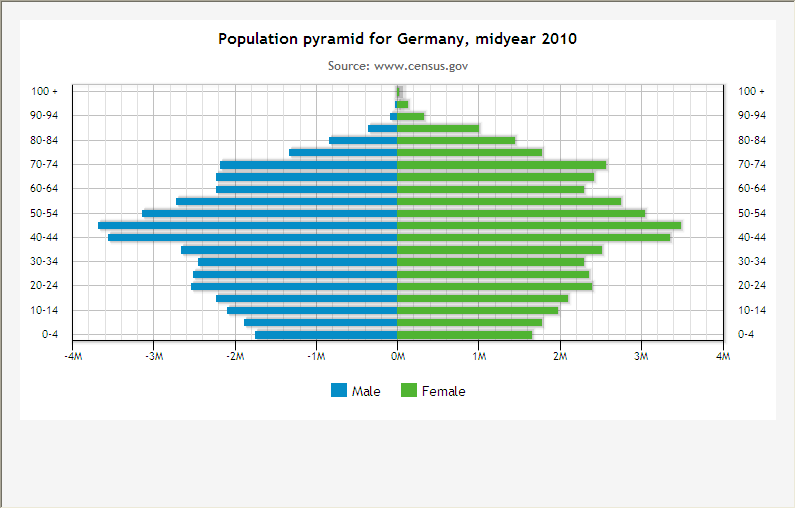 Population pyramid for Germany, midyear 2010
Source: www.census.gov
100 + 100 +
90-94 90-94
80-84 80-84
70-74 70-74
60-64 60-64
50-54 50-54
40-44 40-44
30-34 30-34
20-24 20-24
10-14 10-14
0-4 0-4
-4M -3M -2M -1M 0M 1M 2M 3M 4M
Male Female